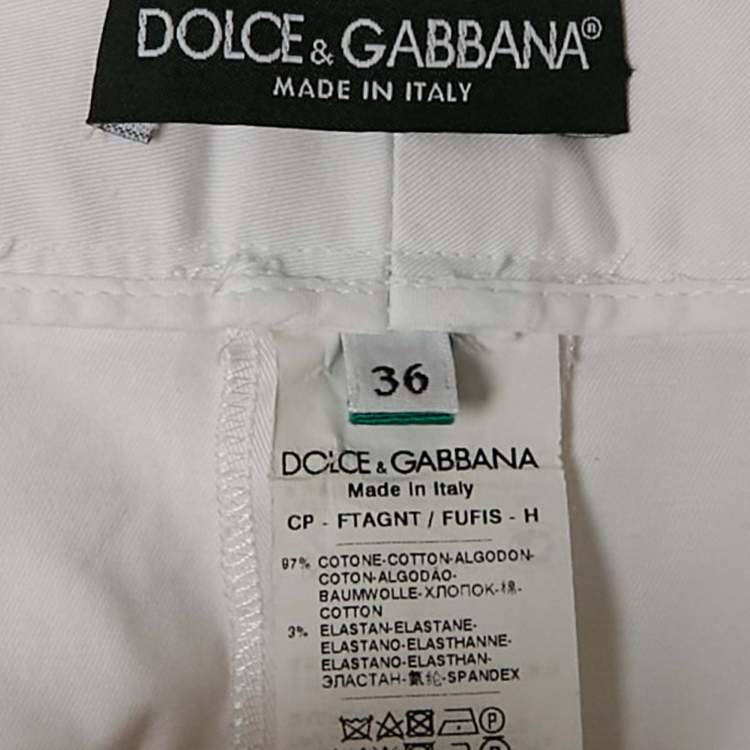 DOLCE & GABBANA®
MADE IN ITALY
36
DOLCE & GABBANA
Made in Italy
CP - FTAGNT / FUFIS - H
97% COTONE-COTTON-ALGODON-
COTON-ALGODÃO-
BAUMWOLLE-ХЛОПОК-棉-
COTTON
3% ELASTAN-ELASTANE-
ELASTANO-ELASTHANNE-
ELASTANO-ELASTHAN-
ЭЛАСТАН-氨纶-SPANDEX
P